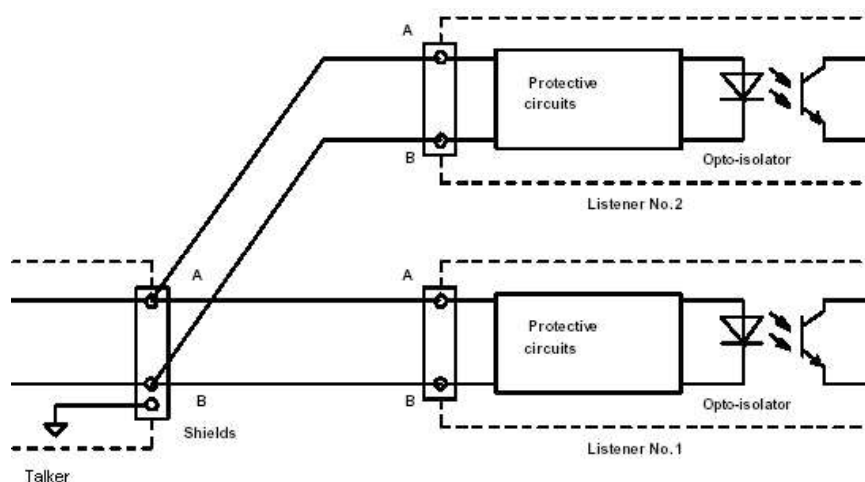 A
Protective
circuits
B
Opto-isolator
Listener No.2
A
A
Protective
circuits
B
B
Opto-isolator
Shields
Listener No.1
Talker